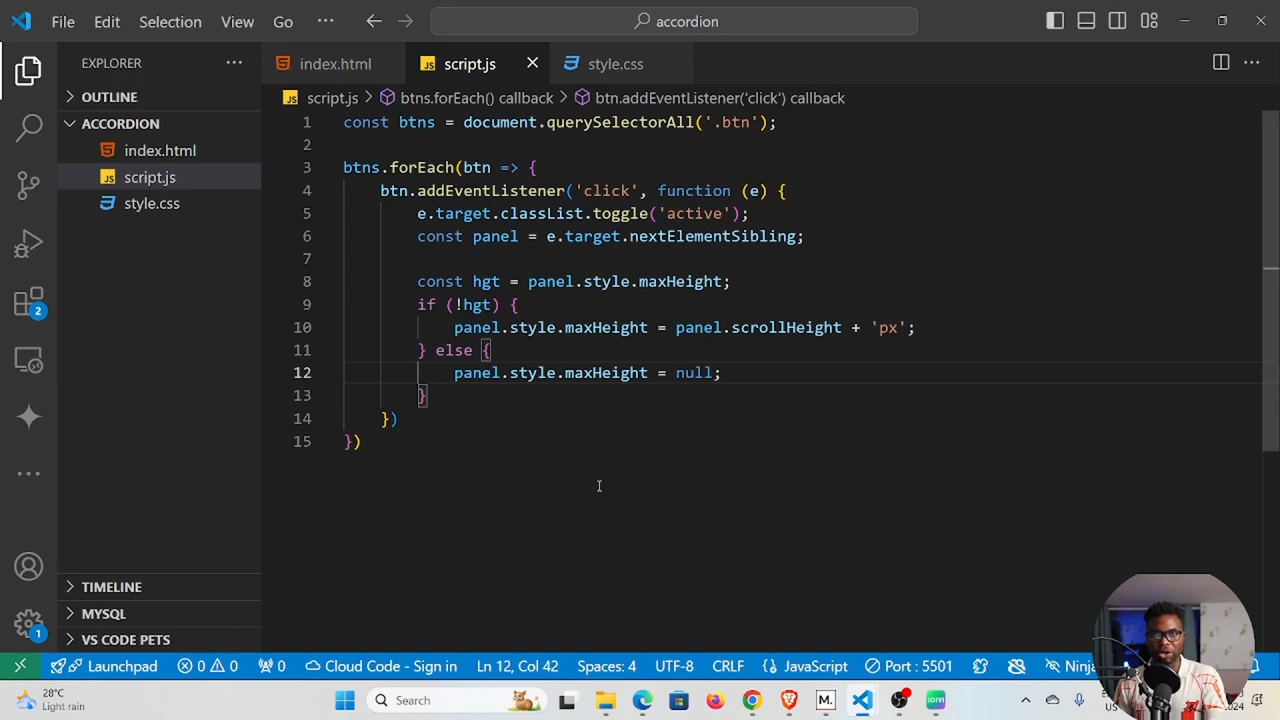 File Edit Selection View Go ··· accordion
EXPLORER ··· index.html JS script.js style.css ···
OUTLINE
JS script.js > btns.forEach() callback > btn.addEventListener('click') callback
ACCORDION
index.html
JS script.js
style.css
1 const btns = document.querySelectorAll('.btn');
2
3 btns.forEach(btn => {
4 btn.addEventListener('click', function (e) {
5 e.target.classList.toggle('active');
6 const panel = e.target.nextElementSibling;
7
8 const hgt = panel.style.maxHeight;
9 if (!hgt) {
10 panel.style.maxHeight = panel.scrollHeight + 'px';
11 } else {
12 panel.style.maxHeight = null;
13 }
14 })
15 })
2
TIMELINE
MYSQL
1
VS CODE PETS
Launchpad 0 0 0 Cloud Code - Sign in Ln 12, Col 42 Spaces: 4 UTF-8 CRLF {} JavaScript Port : 5501
28°C
Light rain
Search
M.